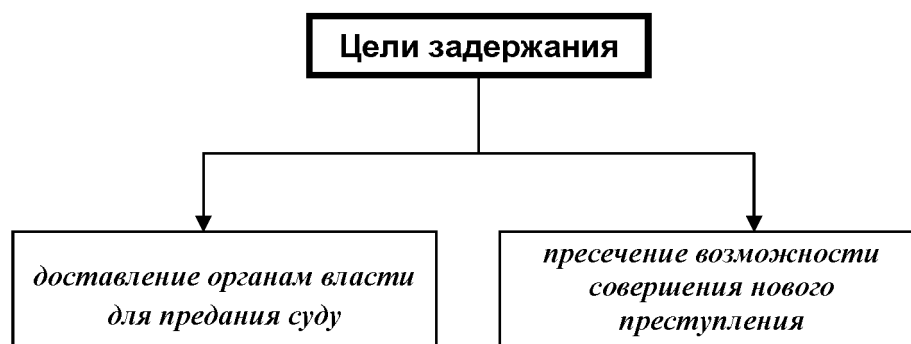 Цели задержания
доставление органам власти
для предания суду
пресечение возможности
совершения нового
преступления